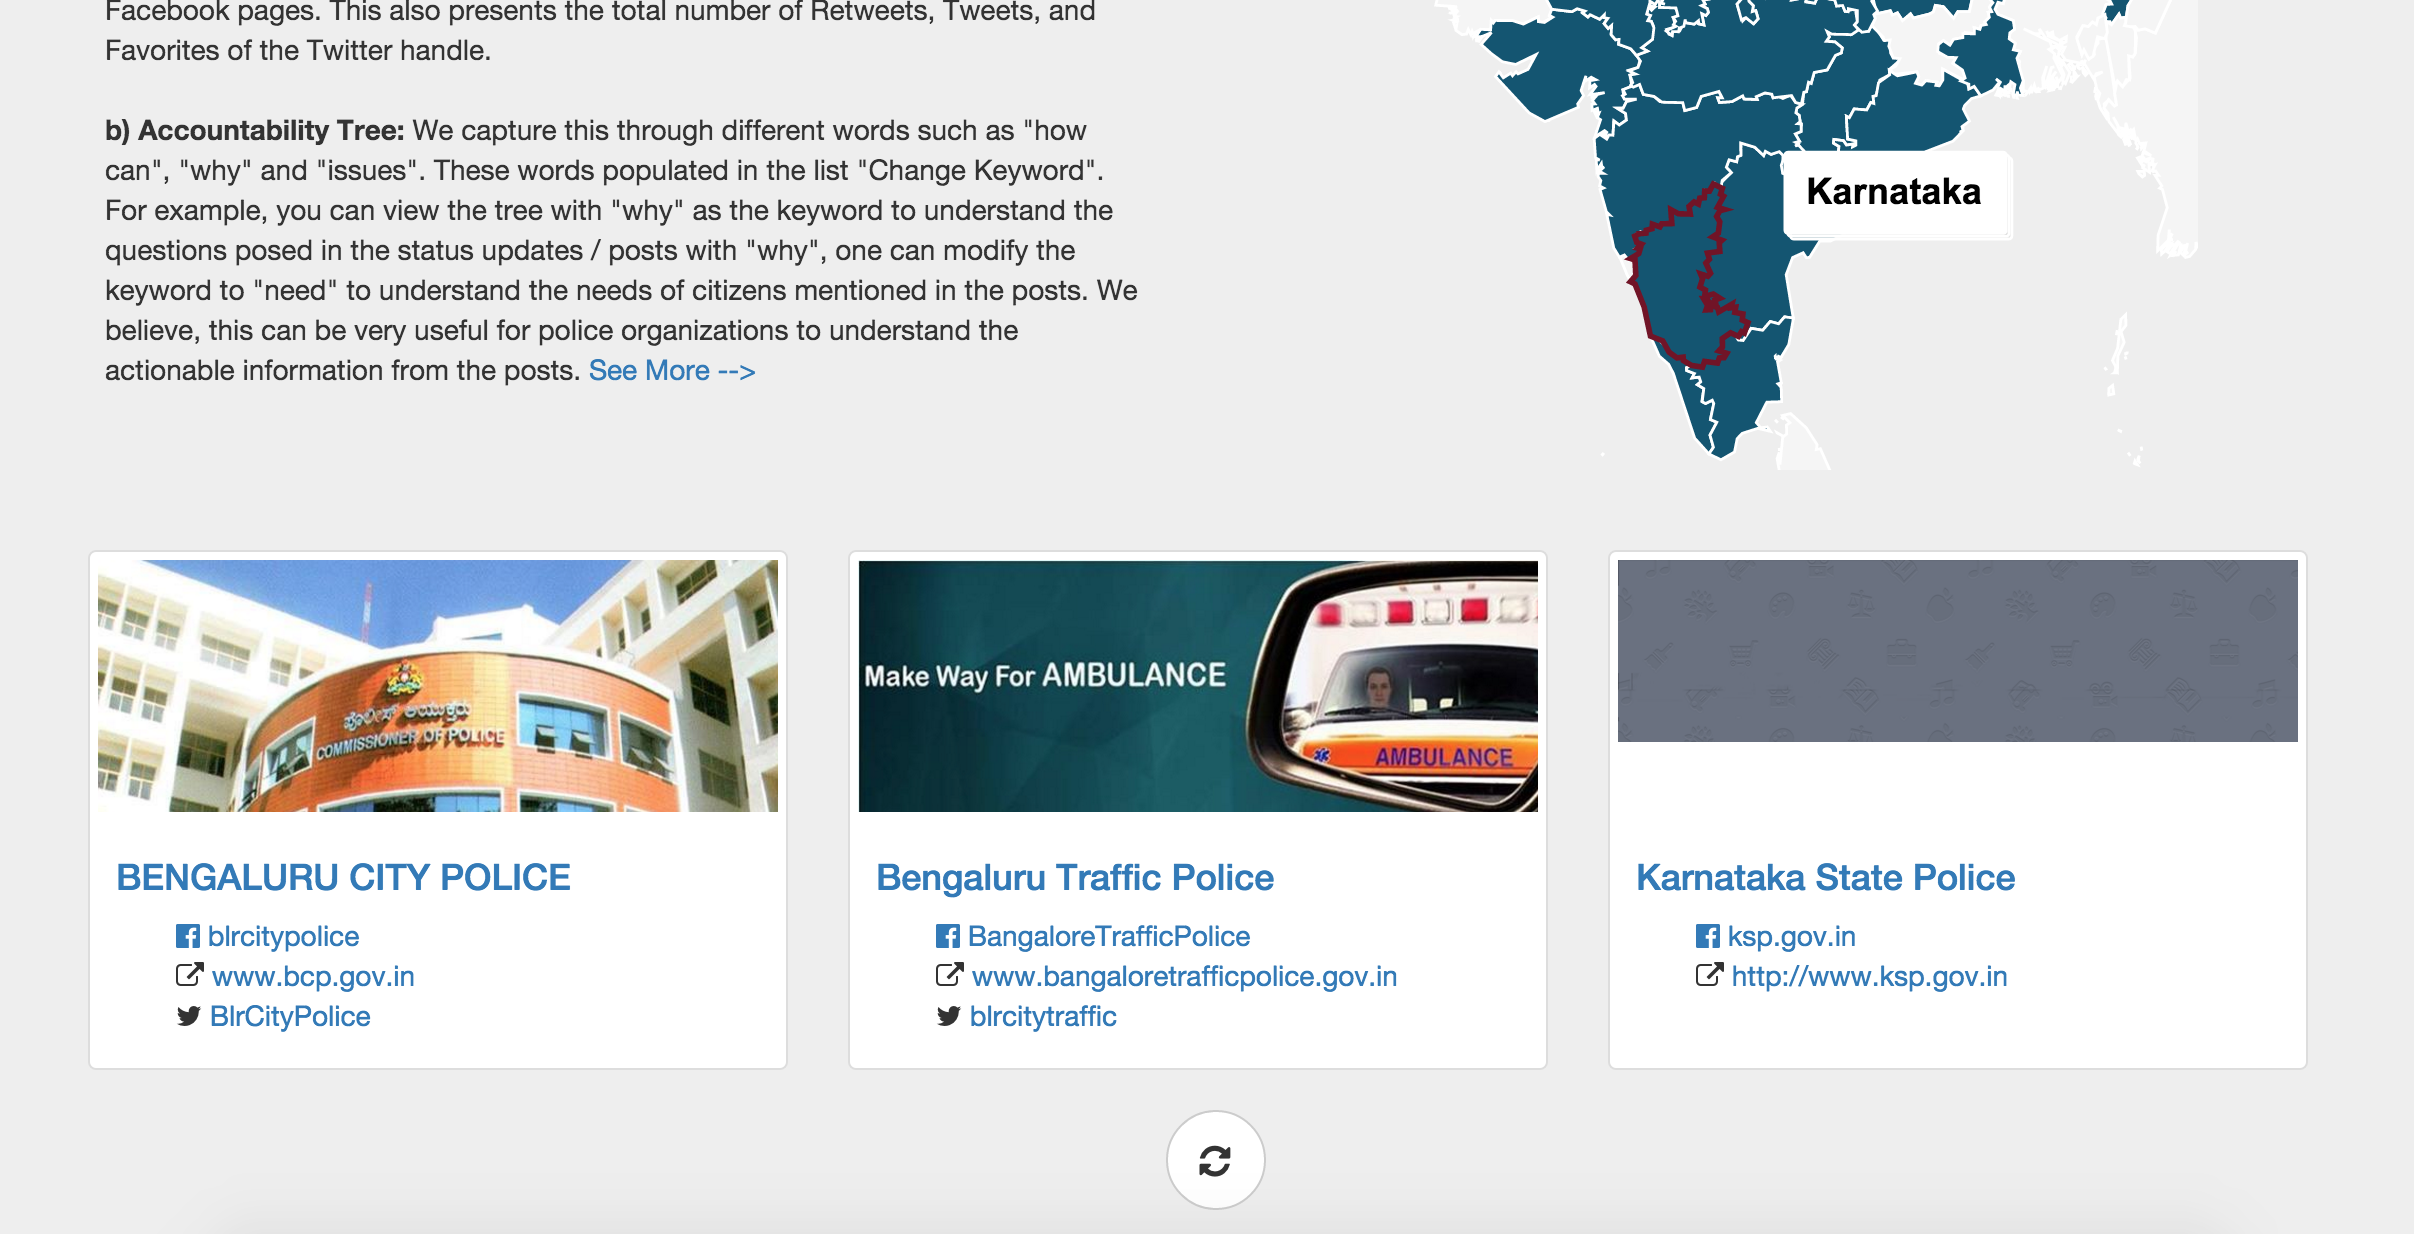 Facebook pages. This also presents the total number of Retweets, Tweets, and
Favorites of the Twitter handle.
b) Accountability Tree: We capture this through different words such as "how
can", "why" and "issues". These words populated in the list "Change Keyword".
For example, you can view the tree with "why" as the keyword to understand the
questions posed in the status updates / posts with "why", one can modify the
keyword to "need" to understand the needs of citizens mentioned in the posts. We
believe, this can be very useful for police organizations to understand the
actionable information from the posts. See More -->
Karnataka
ಪೊಲೀಸ್ ಆಯುಕ್ತರು
COMMISSIONER OF POLICE
Make Way For AMBULANCE
AMBULANCE
BENGALURU CITY POLICE
blrcitypolice
www.bcp.gov.in
BlrCityPolice
Bengaluru Traffic Police
BangaloreTrafficPolice
www.bangaloretrafficpolice.gov.in
blrcitytraffic
Karnataka State Police
ksp.gov.in
http://www.ksp.gov.in